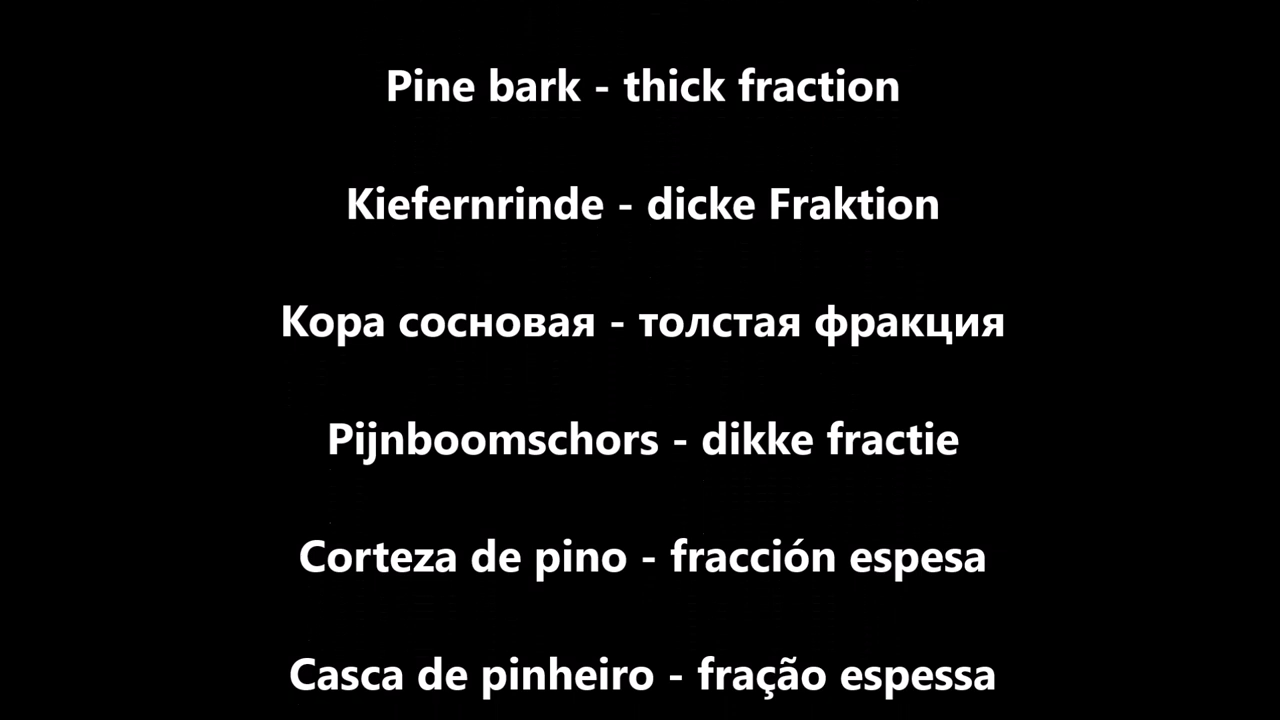 Pine bark - thick fraction
Kiefernrinde - dicke Fraktion
Кора сосновая - толстая фракция
Pijnboomschors - dikke fractie
Corteza de pino - fracción espesa
Casca de pinheiro - fração espessa